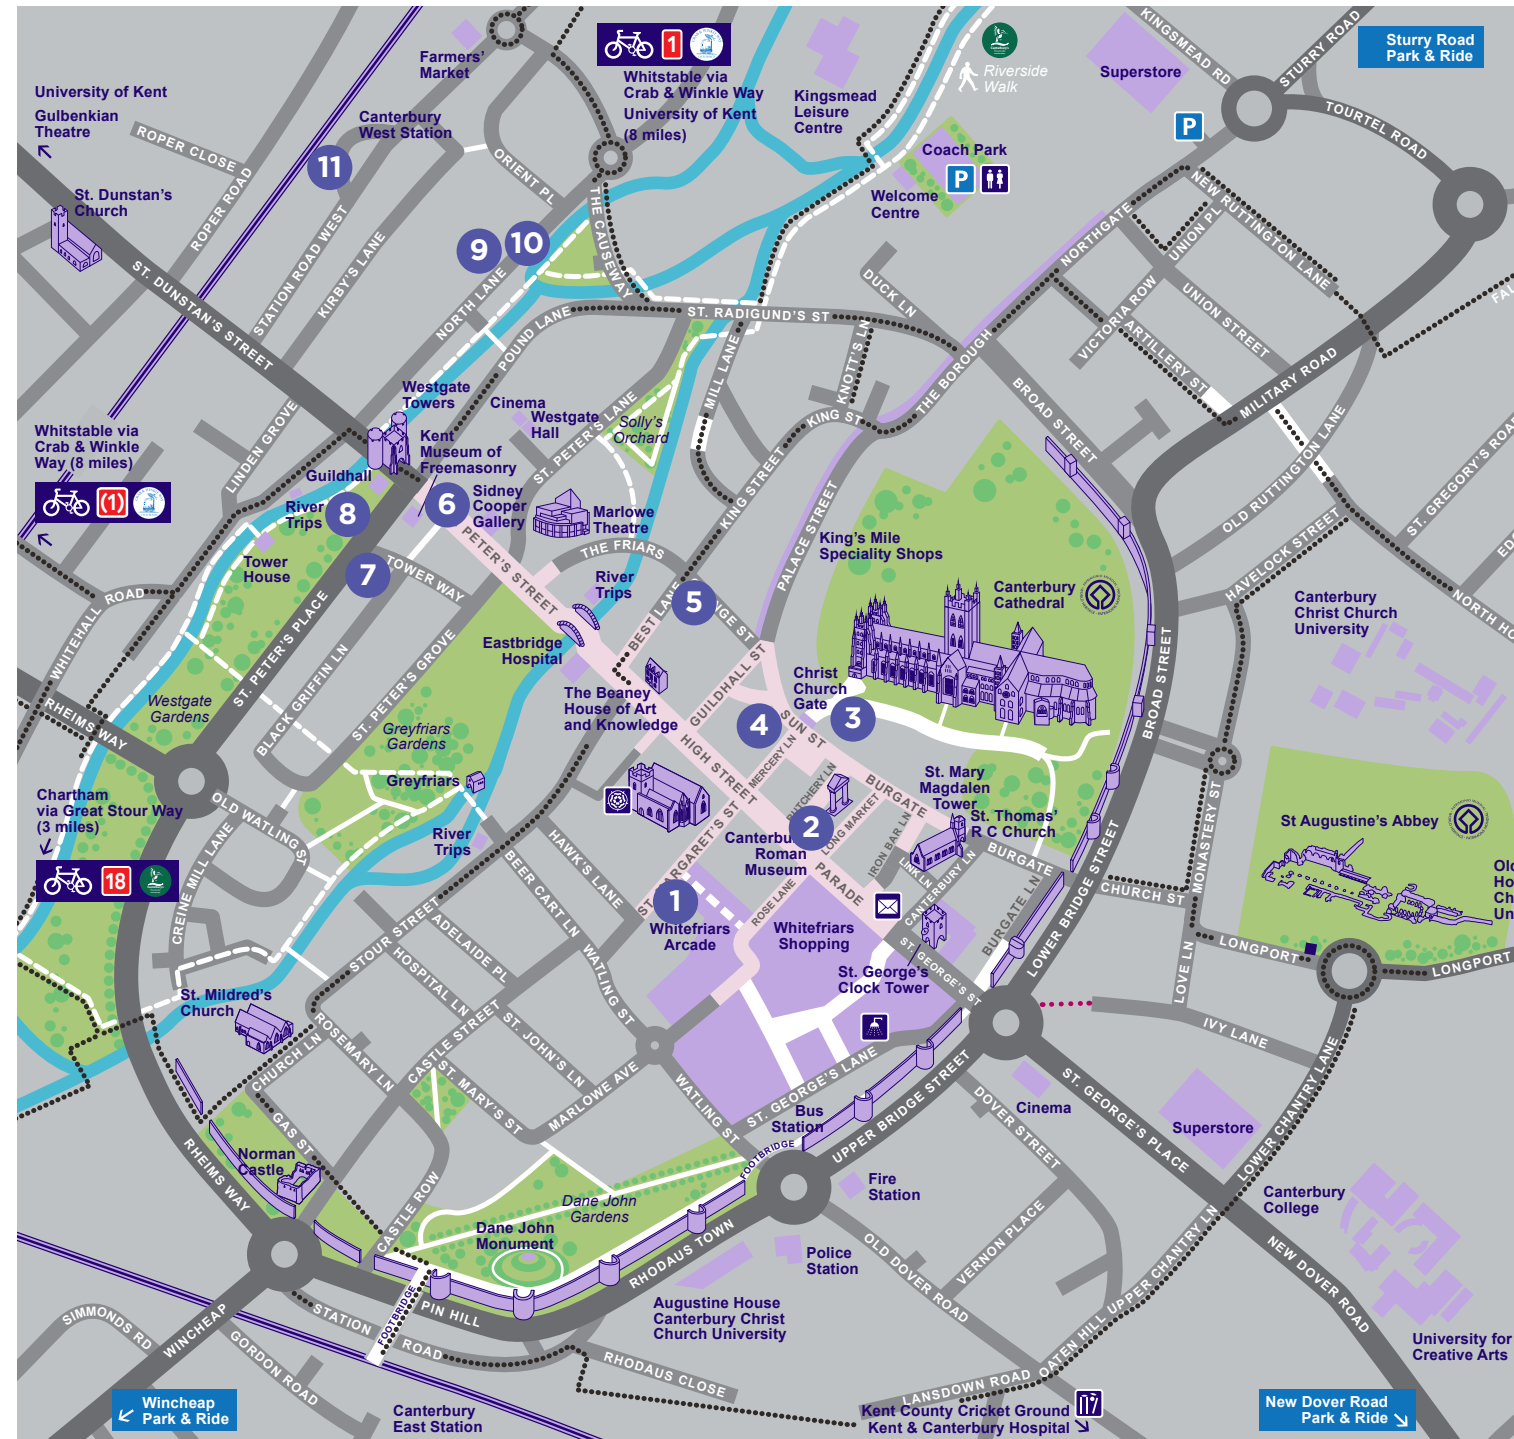 Farmers'
Market
1
Whitstable via
Crab & Winkle Way
University of Kent
(8 miles)
Kingsmead
Leisure
Centre
Riverside
Walk
Superstore
P
KINGSMEAD RD
STURRY ROAD
Sturry Road
Park & Ride
TOURTEL ROAD
University of Kent
Gulbenkian
Theatre
ROPER CLOSE
ROPER ROAD
Canterbury
West Station
11
ORIENT PL
St. Dunstan's
Church
ST. DUNSTAN'S STREET
STATION ROAD WEST
KIRBY'S LANE
9
10
NORTH LANE
THE CAUSEWAY
POUND LANE
Coach Park
P
Welcome
Centre
DUCK LN
NORTHGATE
NEW RUTTINGTON LANE
UNION PL
VICTORIA ROW
UNION STREET
ARTILLERY ST
MILITARY ROAD
ST. RADIGUND'S ST
MILL LANE
KNOTT'S LN
THE BOROUGH
BROAD STREET
KING ST
KING STREET
OLD RUTTINGTON LANE
ST. GREGORY'S ROAD
HAVELOCK STREET
Whitstable via
Crab & Winkle
Way (8 miles)
(1)
LINDEN GROVE
Westgate
Towers
Kent
Museum of
Freemasonry
Guildhall
River
Trips
8
6
Cinema
Westgate
Hall
ST. PETER'S LANE
Solly's
Orchard
Sidney
Cooper
Gallery
Marlowe
Theatre
THE FRIARS
PETER'S STREET
PALACE STREET
King's Mile
Speciality Shops
Canterbury
Cathedral
Canterbury
Christ Church
University
Tower
House
7
TOWER WAY
WHITEHALL ROAD
River
Trips
BEST LANE
5
Eastbridge
Hospital
The Beaney
House of Art
and Knowledge
GUILDHALL ST
Christ
Church
Gate
3
4
SUN ST
BROAD STREET
ST. PETER'S PLACE
BLACK GRIFFIN LN
ST. PETER'S GROVE
Westgate
Gardens
RHEIMS WAY
Greyfriars
Gardens
Greyfriars
HIGH STREET
MERCERY LN
BUTCHERY LN
BURGATE
St. Mary
Magdalen
Tower
St. Thomas'
R C Church
2
LONG MARKET
IRON BAR LN
LINK LN
CANTERBURY LN
BURGATE
MONASTERY ST
St Augustine's Abbey
Chartham
via Great Stour Way
(3 miles)
18
OLD WATLING ST
CREINE MILL LANE
River
Trips
Canterbury
Roman
Museum
PARADE
1
ROSE LANE
Whitefriars
Arcade
Whitefriars
Shopping
BEER CART LN
HAWK'S LANE
STOUR STREET
ADELAIDE PL
HOSPITAL LN
WATLING ST
BURGATE LN
LOWER BRIDGE STREET
CHURCH ST
LOVE LN
LONGPORT
LONGPORT
ST. GEORGE'S ST
St. George's
Clock Tower
St. Mildred's
Church
ROSEMARY LN
CHURCH LN
CASTLE STREET
ST. JOHN'S LN
ST. MARY'S ST
MARLOWE AVE
WATLING ST
ST. GEORGE'S LANE
Bus
Station
FOOTBRIDGE
UPPER BRIDGE STREET
IVY LANE
LOWER CHANTRY LANE
Cinema
DOVER STREET
ST. GEORGE'S PLACE
Superstore
GAS ST
Norman
Castle
RHEIMS WAY
CASTLE ROW
Dane John
Gardens
Dane John
Monument
RHODAUS TOWN
Fire
Station
Police
Station
VERNON PLACE
OLD DOVER ROAD
UPPER CHANTRY LN
Canterbury
College
NEW DOVER ROAD
University for
Creative Arts
Augustine House
Canterbury Christ
Church University
SIMMONDS RD
WINCHEAP
GORDON ROAD
STATION ROAD
FOOTBRIDGE
PIN HILL
RHODAUS CLOSE
LANSDOWN ROAD
OATEN HILL
Wincheap
Park & Ride
Canterbury
East Station
Kent County Cricket Ground
Kent & Canterbury Hospital
New Dover Road
Park & Ride